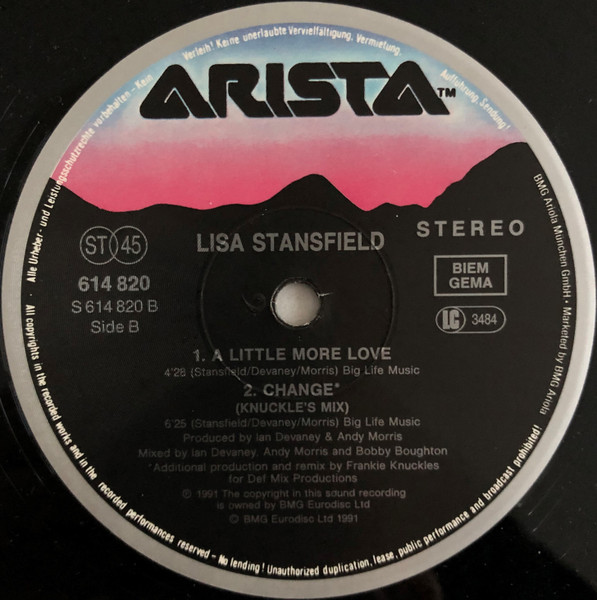 Alle Urheber- und Leistungsschutzrechte vorbehalten - Kein Verleih! Keine unerlaubte Vervielfältigung, Vermietung, Aufführung, Sendung!
ARISTA™
LISA STANSFIELD
STEREO
ST 45
614 820
S 614 820 B
Side B
BIEM
GEMA
LC 3484
1. A LITTLE MORE LOVE
4'28 (Stansfield/Devaney/Morris) Big Life Music
2. CHANGE*
(KNUCKLE'S MIX)
6'25 (Stansfield/Devaney/Morris) Big Life Music
Produced by Ian Devaney & Andy Morris
Mixed by Ian Devaney, Andy Morris and Bobby Boughton
*Additional production and remix by Frankie Knuckles
for Def Mix Productions
℗ 1991 The copyright in this sound recording
is owned by BMG Eurodisc Ltd
© BMG Eurodisc Ltd 1991
BMG Ariola München GmbH • Marketed by BMG Ariola
All copyrights in the recorded works and in the recorded performances reserved - No lending! Unauthorized duplication, lease, public performance and broadcast prohibited!